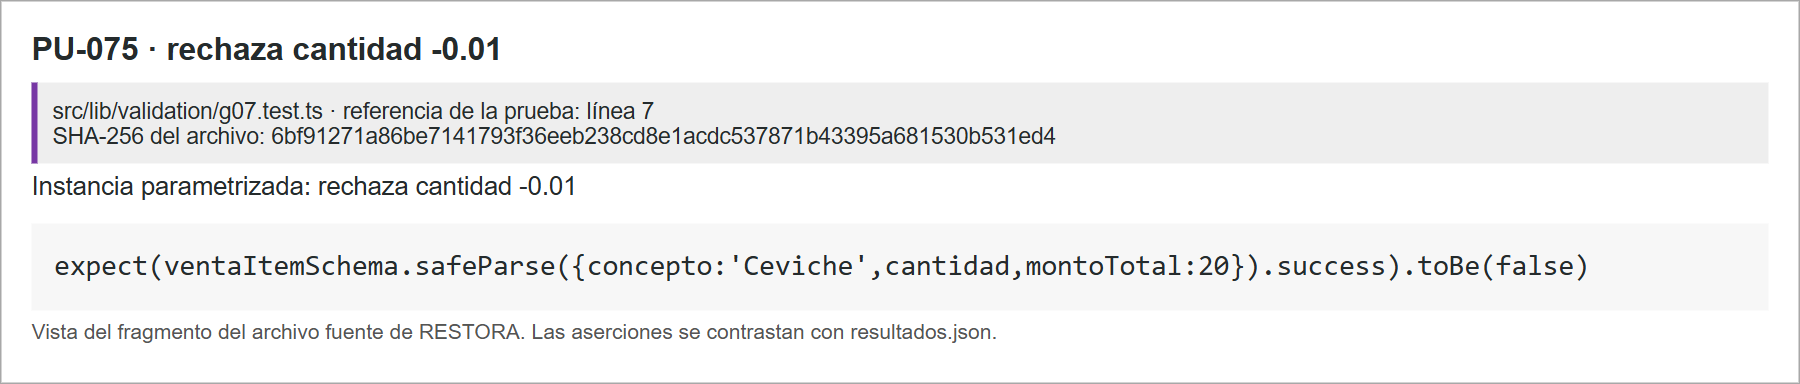 PU-075 · rechaza cantidad -0.01
src/lib/validation/g07.test.ts · referencia de la prueba: línea 7
SHA-256 del archivo: 6bf91271a86be7141793f36eeb238cd8e1acdc537871b43395a681530b531ed4
Instancia parametrizada: rechaza cantidad -0.01
expect(ventaItemSchema.safeParse({concepto:'Ceviche',cantidad,montoTotal:20}).success).toBe(false)
Vista del fragmento del archivo fuente de RESTORA. Las aserciones se contrastan con resultados.json.